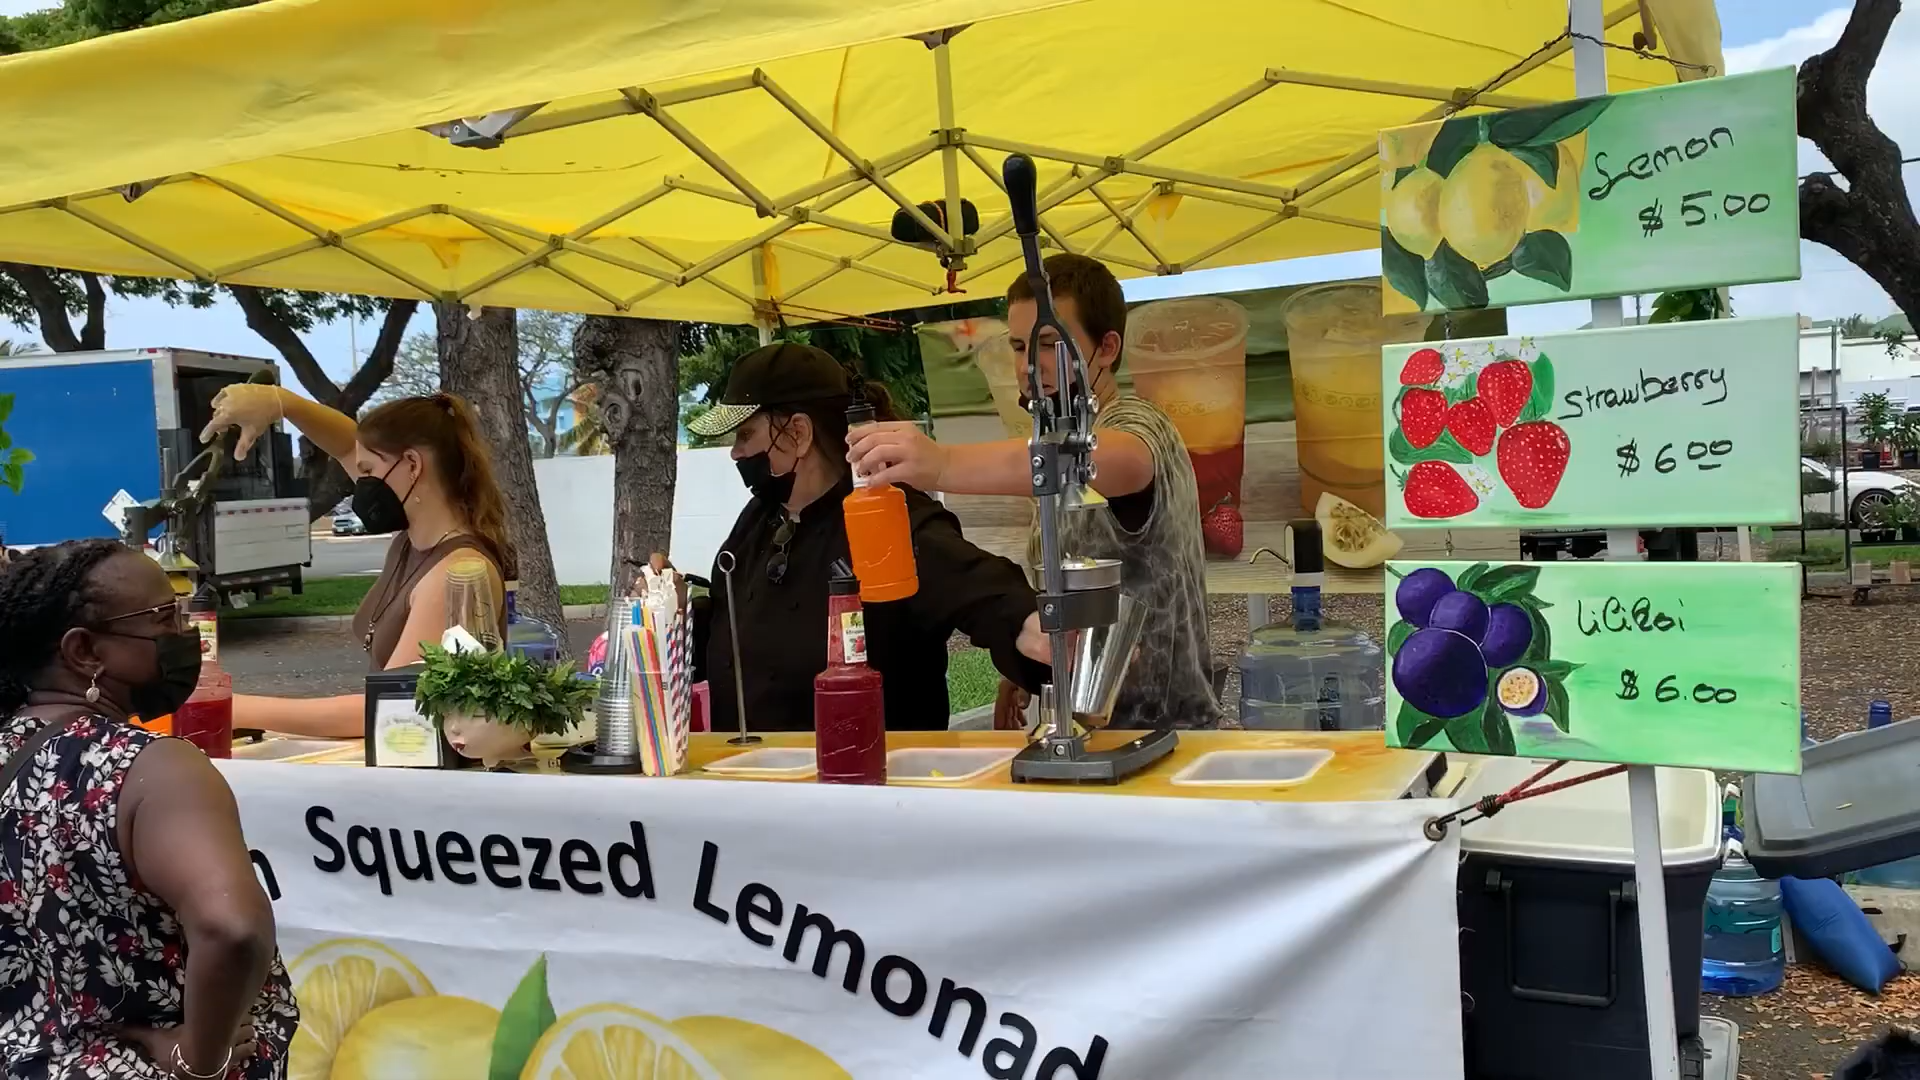 Lemon
$ 5.00
Strawberry
$ 6 00
LiliKoi
$ 6.00
n Squeezed Lemonad